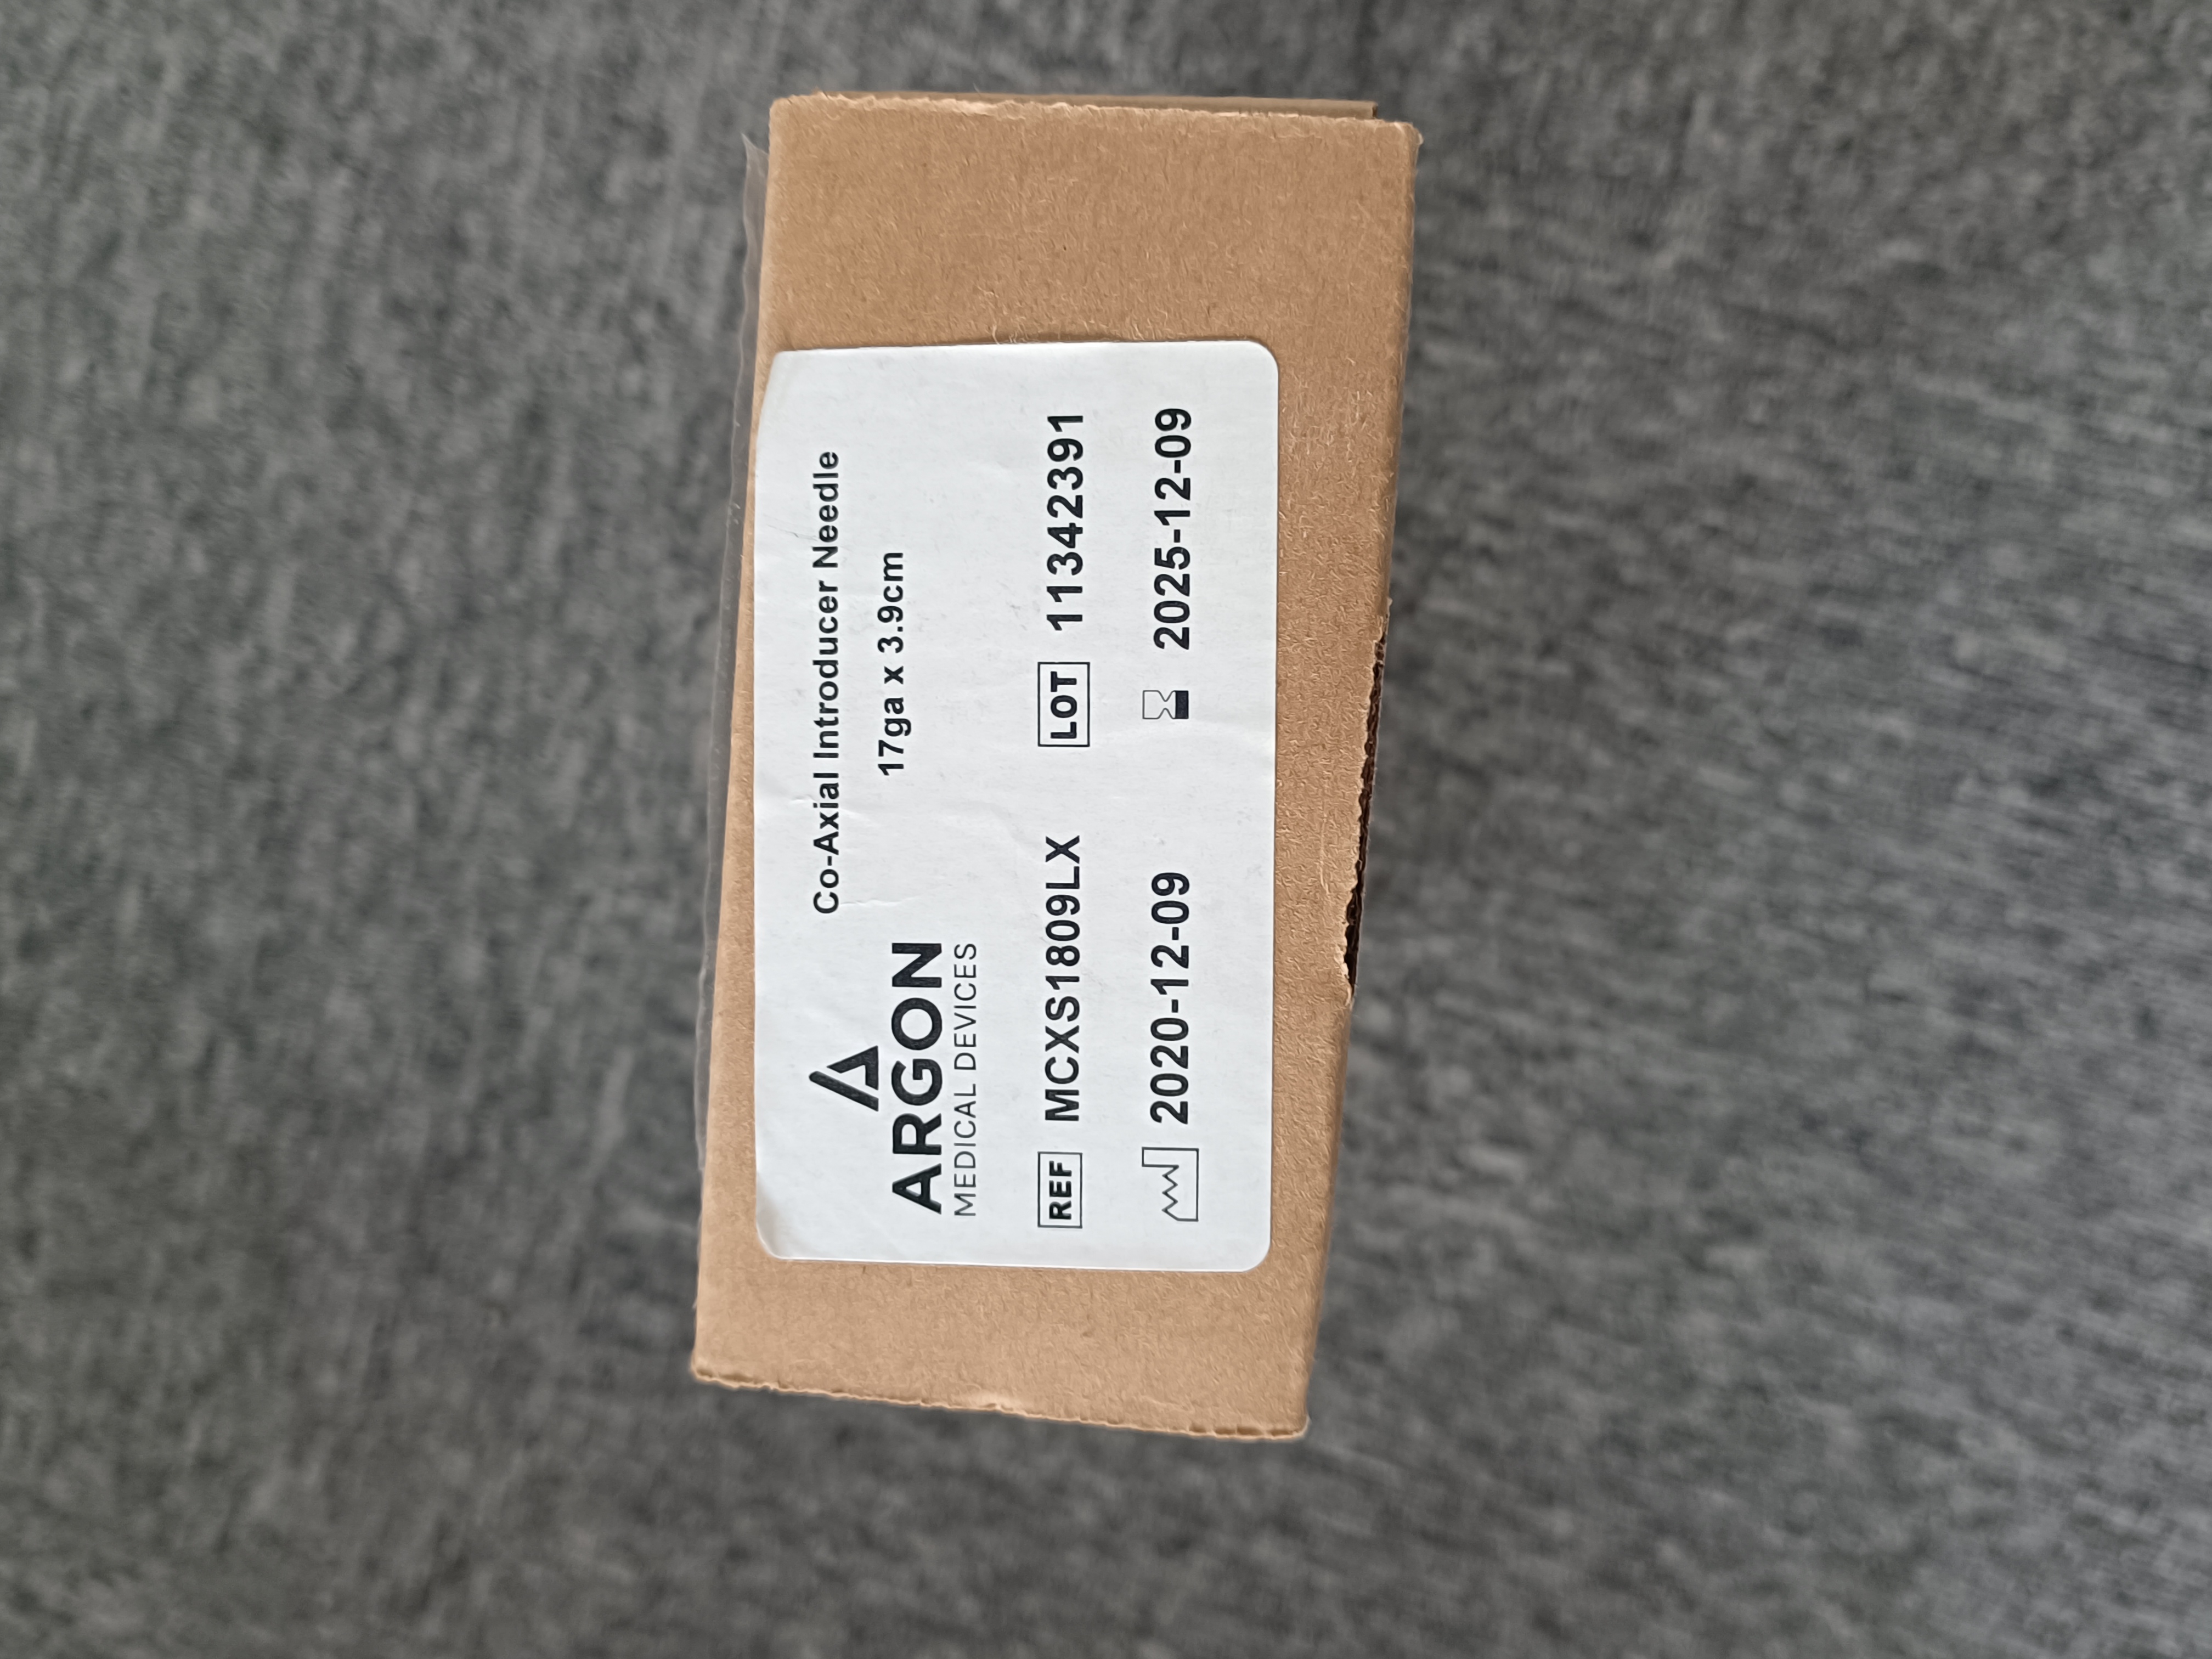 ARGON
MEDICAL DEVICES
Co-Axial Introducer Needle
17ga x 3.9cm
REF MCXS1809LX LOT 11342391
2020-12-09 2025-12-09